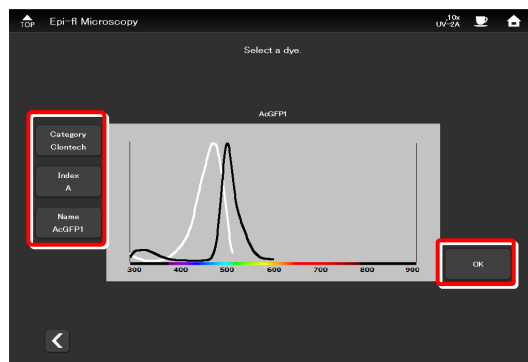 TOP
Epi-fl Microscopy
10x
UV-2A
Select a dye.
AcGFP1
Category
Clontech
Index
A
Name
AcGFP1
300 400 500 600 700 800 900
OK